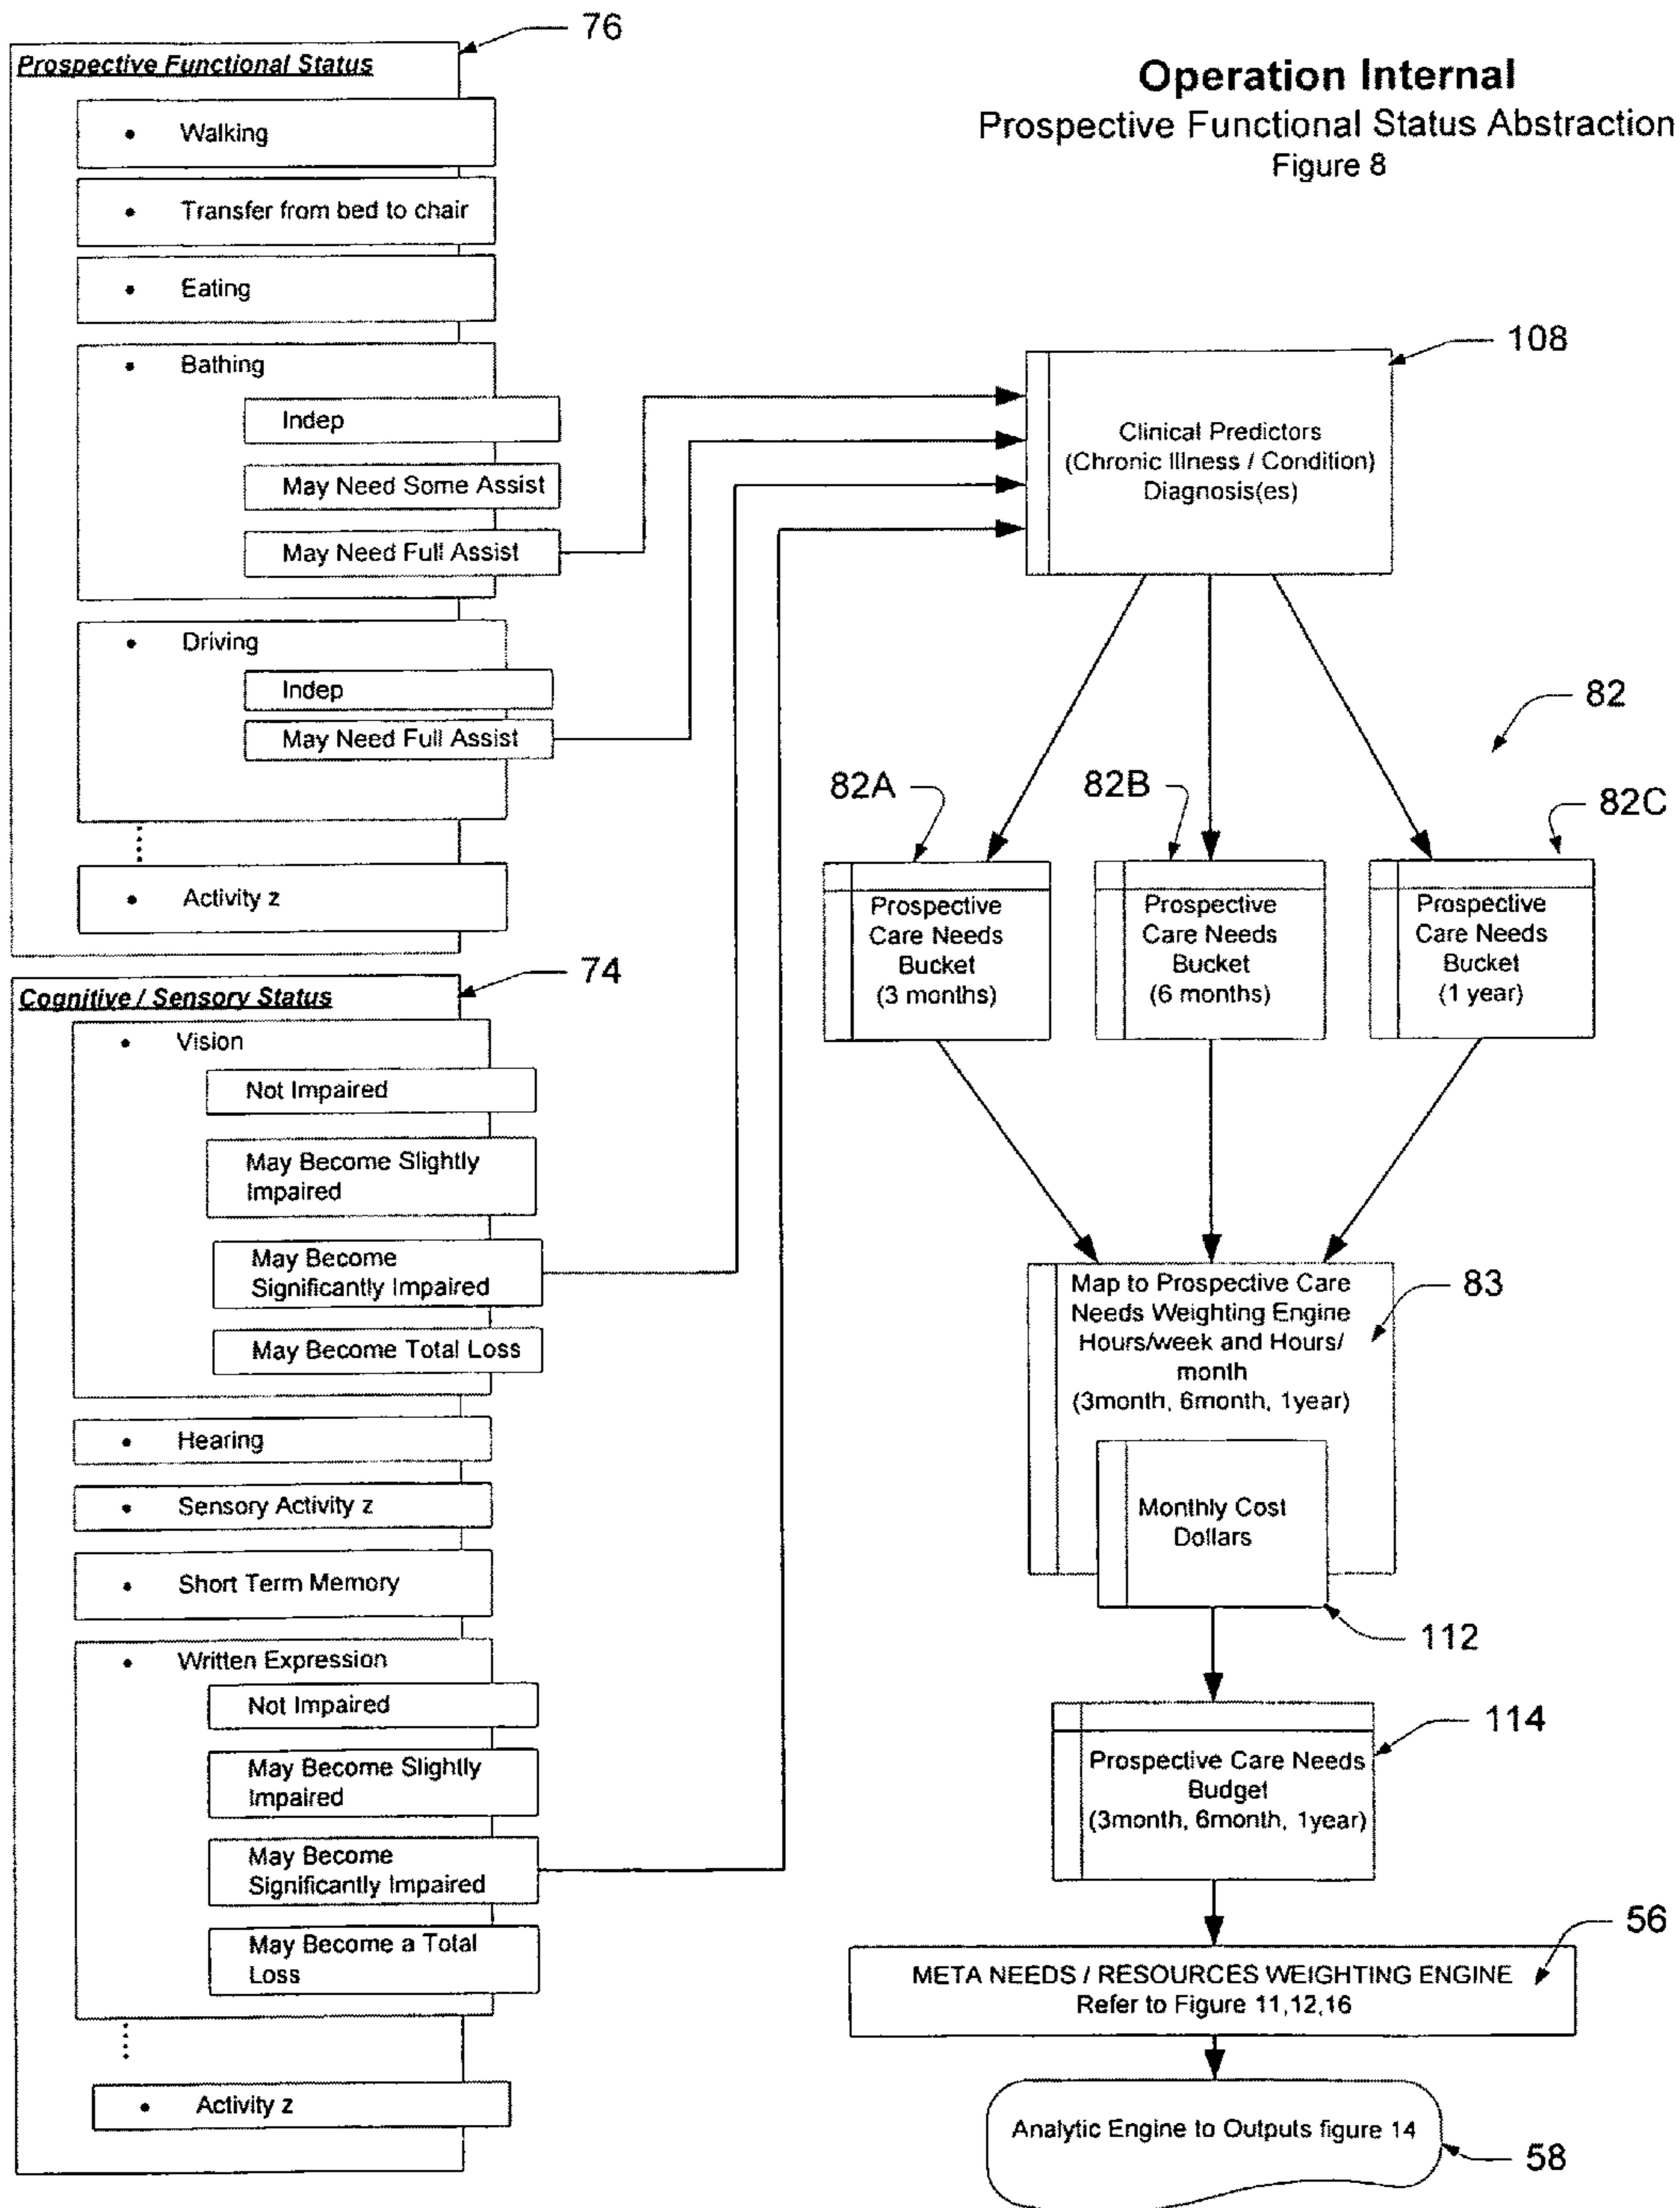 Operation Internal
Prospective Functional Status Abstraction
Figure 8
76
Prospective Functional Status
• Walking
• Transfer from bed to chair
• Eating
• Bathing
Indep
May Need Some Assist
May Need Full Assist
• Driving
Indep
May Need Full Assist
• Activity z
74
Cognitive / Sensory Status
• Vision
Not Impaired
May Become Slightly
Impaired
May Become
Significantly Impaired
May Become Total Loss
• Hearing
• Sensory Activity z
• Short Term Memory
• Written Expression
Not Impaired
May Become Slightly
Impaired
May Become
Significantly Impaired
May Become a Total
Loss
• Activity z
108
Clinical Predictors
(Chronic Illness / Condition)
Diagnosis(es)
82
82A
Prospective
Care Needs
Bucket
(3 months)
82B
Prospective
Care Needs
Bucket
(6 months)
82C
Prospective
Care Needs
Bucket
(1 year)
83
Map to Prospective Care
Needs Weighting Engine
Hours/week and Hours/
month
(3month, 6month, 1year)
Monthly Cost
Dollars
112
114
Prospective Care Needs
Budget
(3month, 6month, 1year)
56
META NEEDS / RESOURCES WEIGHTING ENGINE
Refer to Figure 11,12,16
Analytic Engine to Outputs figure 14
58